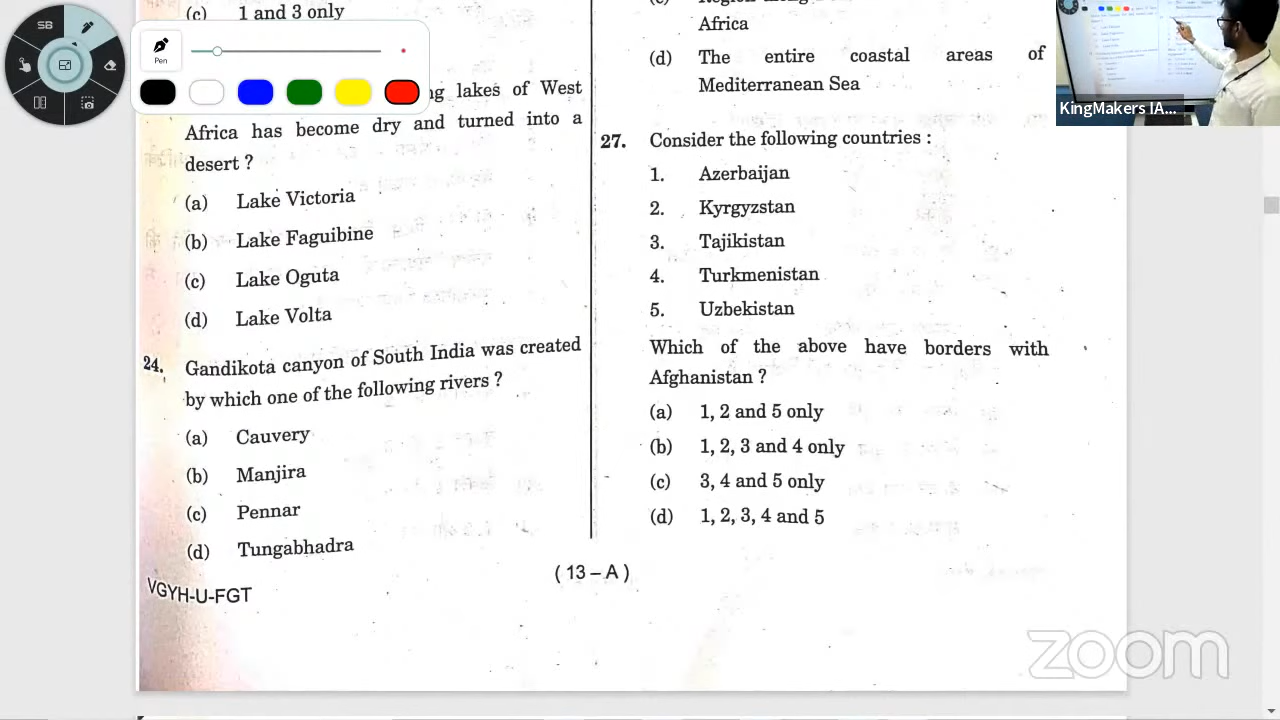 SB
Pen
(c) 1 and 3 only
ng lakes of West
Africa has become dry and turned into a
desert ?
(a) Lake Victoria
(b) Lake Faguibine
(c) Lake Oguta
(d) Lake Volta
24. Gandikota canyon of South India was created
by which one of the following rivers ?
(a) Cauvery
(b) Manjira
(c) Pennar
(d) Tungabhadra
VGYH-U-FGT
Africa
(d) The entire coastal areas of
Mediterranean Sea
27. Consider the following countries :
1. Azerbaijan
2. Kyrgyzstan
3. Tajikistan
4. Turkmenistan
5. Uzbekistan
Which of the above have borders with
Afghanistan ?
(a) 1, 2 and 5 only
(b) 1, 2, 3 and 4 only
(c) 3, 4 and 5 only
(d) 1, 2, 3, 4 and 5
( 13 – A )
KingMakers IA...
zoom